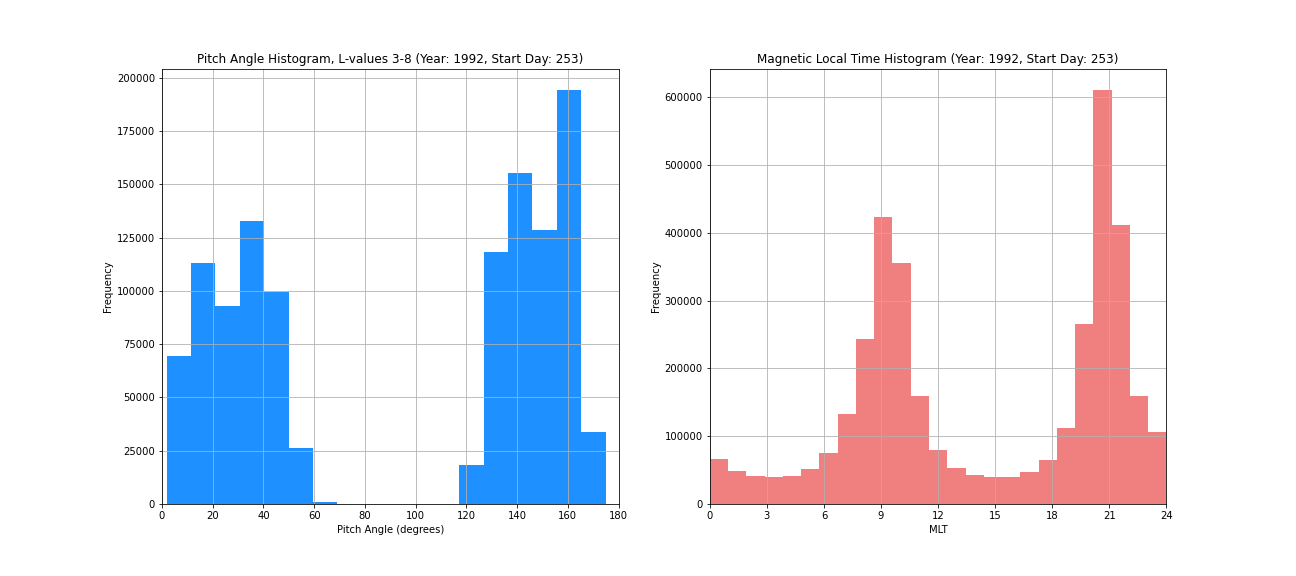 Pitch Angle Histogram, L-values 3-8 (Year: 1992, Start Day: 253)
200000
175000
150000
125000
100000
75000
50000
25000
0
Frequency
0 20 40 60 80 100 120 140 160 180
Pitch Angle (degrees)
Magnetic Local Time Histogram (Year: 1992, Start Day: 253)
600000
500000
400000
300000
200000
100000
0
Frequency
0 3 6 9 12 15 18 21 24
MLT